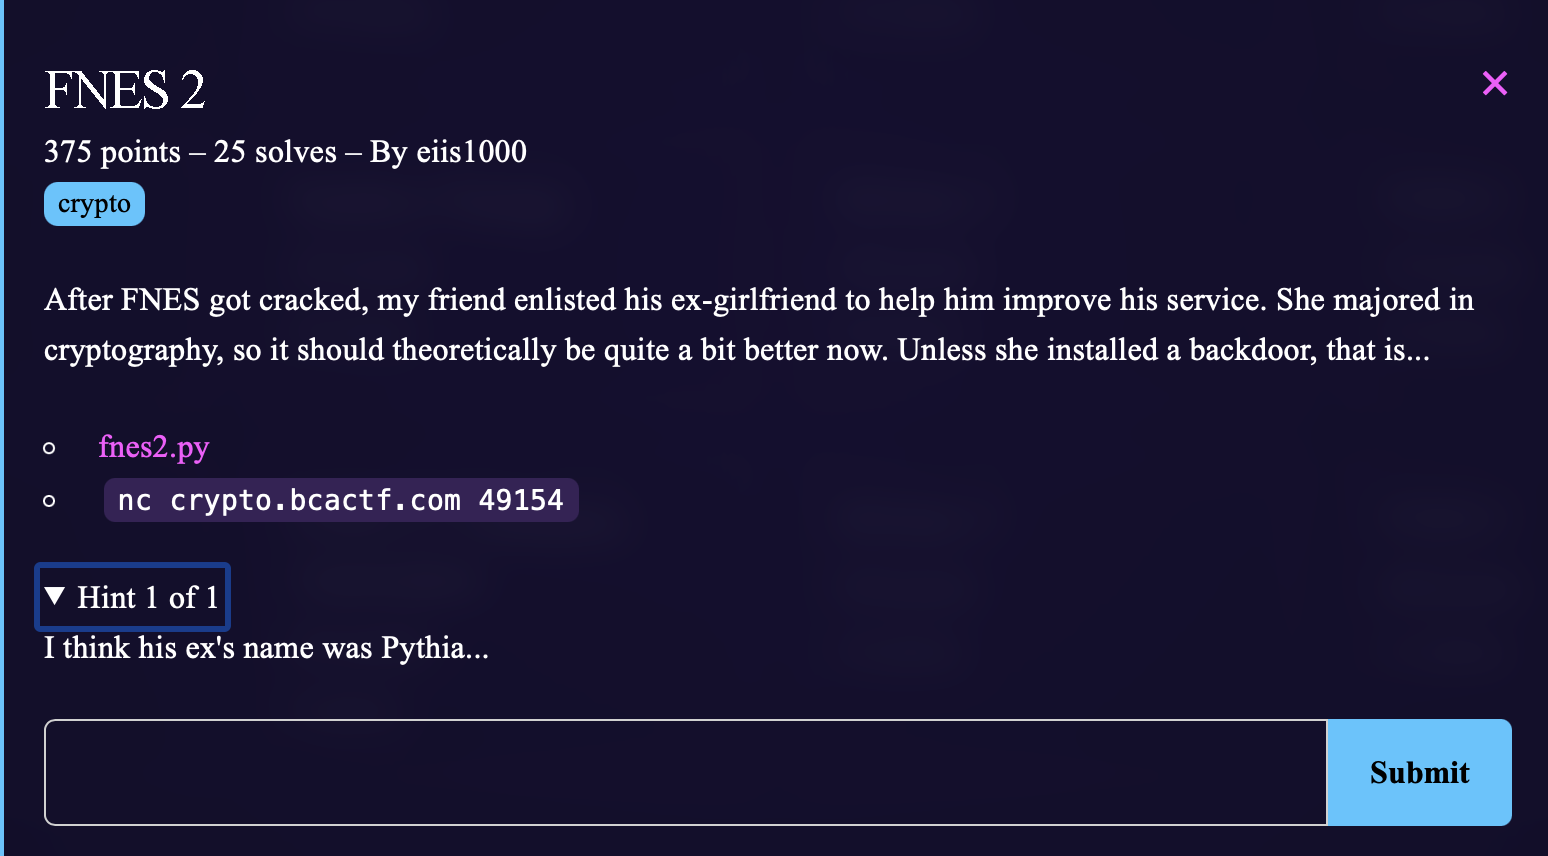 FNES 2
375 points – 25 solves – By eiis1000
crypto
After FNES got cracked, my friend enlisted his ex-girlfriend to help him improve his service. She majored in
cryptography, so it should theoretically be quite a bit better now. Unless she installed a backdoor, that is...
fnes2.py
nc crypto.bcactf.com 49154
Hint 1 of 1
I think his ex's name was Pythia...
Submit